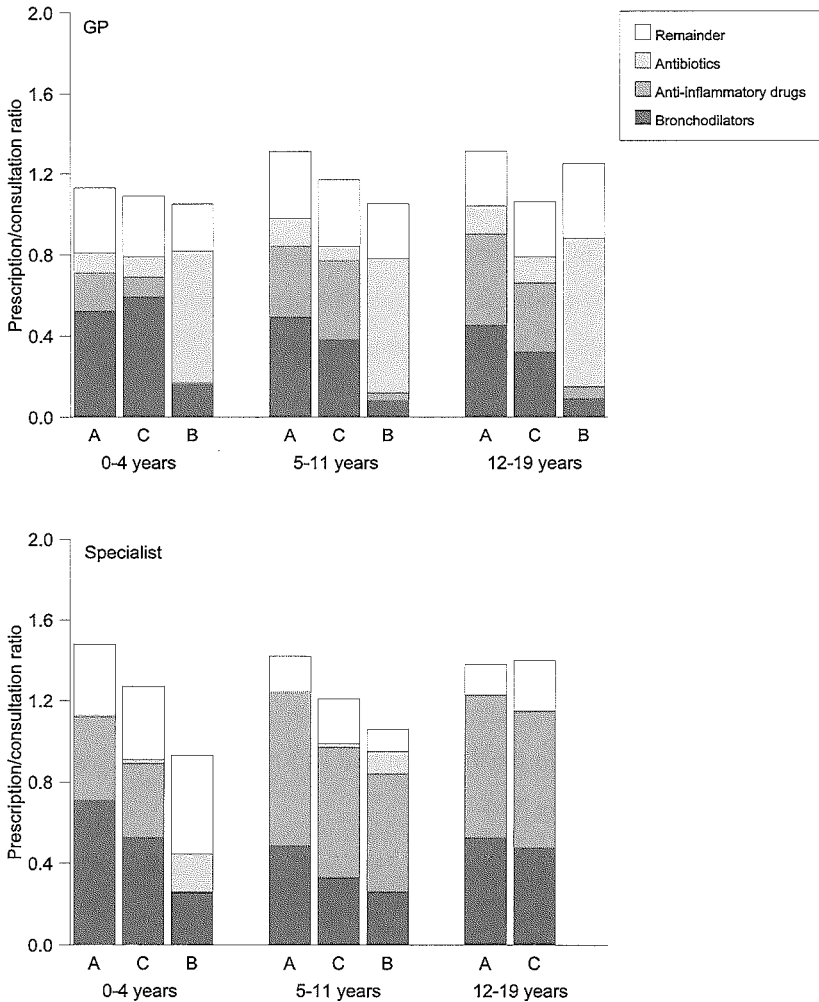 2.0
GP
1.6
1.2
0.8
0.4
0.0
Prescription/consultation ratio
A C B A C B A C B
0-4 years 5-11 years 12-19 years
Remainder
Antibiotics
Anti-inflammatory drugs
Bronchodilators
2.0
Specialist
1.6
1.2
0.8
0.4
0.0
Prescription/consultation ratio
A C B A C B A C
0-4 years 5-11 years 12-19 years